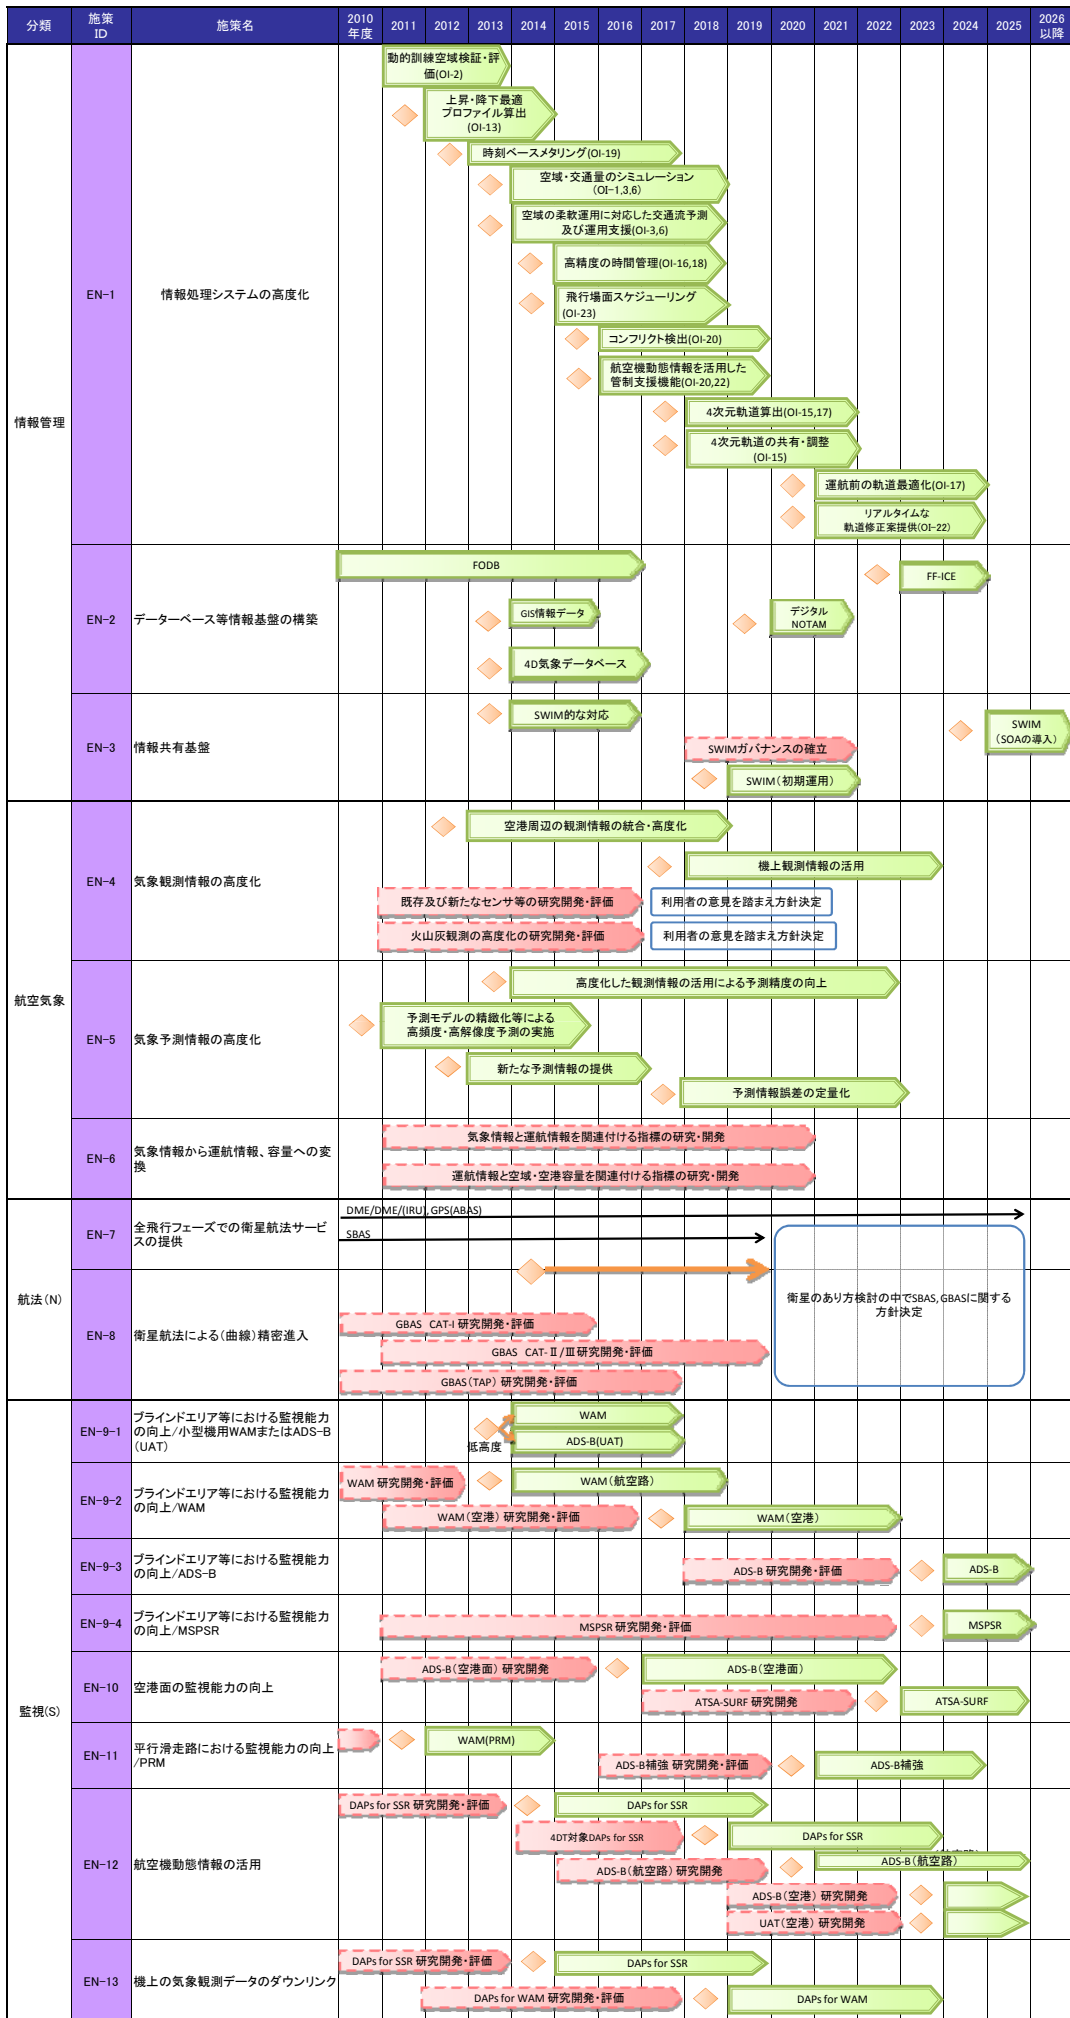 分類
施策
ID
施策名
2010
年度
2011
2012
2013
2014
2015
2016
2017
2018
2019
2020
2021
2022
2023
2024
2025
2026
以降
情報管理
EN-1
情報処理システムの高度化
動的訓練空域検証・評
価(OI-2)
上昇・降下最適
プロファイル算出
(OI-13)
時刻ベースメタリング(OI-19)
空域・交通量のシミュレーション
(OI-1,3,6)
空域の柔軟運用に対応した交通流予測
及び運用支援(OI-3,6)
高精度の時間管理(OI-16,18)
飛行場面スケジューリング
(OI-23)
コンフリクト検出(OI-20)
航空機動態情報を活用した
管制支援機能(OI-20,22)
4次元軌道算出(OI-15,17)
4次元軌道の共有・調整
(OI-15)
運航前の軌道最適化(OI-17)
リアルタイムな
軌道修正案提供(OI-22)
EN-2
データーベース等情報基盤の構築
FODB
FF-ICE
GIS情報データ
デジタル
NOTAM
4D気象データベース
EN-3
情報共有基盤
SWIM的な対応
SWIM
(SOAの導入)
SWIMガバナンスの確立
SWIM(初期運用)
航空気象
EN-4
気象観測情報の高度化
空港周辺の観測情報の統合・高度化
機上観測情報の活用
既存及び新たなセンサ等の研究開発・評価
利用者の意見を踏まえ方針決定
火山灰観測の高度化の研究開発・評価
利用者の意見を踏まえ方針決定
EN-5
気象予測情報の高度化
高度化した観測情報の活用による予測精度の向上
予測モデルの精緻化等による
高頻度・高解像度予測の実施
新たな予測情報の提供
予測情報誤差の定量化
EN-6
気象情報から運航情報、容量への変
換
気象情報と運航情報を関連付ける指標の研究・開発
運航情報と空域・空港容量を関連付ける指標の研究・開発
航法(N)
EN-7
全飛行フェーズでの衛星航法サービ
スの提供
DME/DME/(IRU),GPS(ABAS)
SBAS
衛星のあり方検討の中でSBAS,GBASに関する
方針決定
EN-8
衛星航法による(曲線)精密進入
GBAS CAT-I 研究開発・評価
GBAS CAT-Ⅱ/Ⅲ研究開発・評価
GBAS(TAP) 研究開発・評価
監視(S)
EN-9-1
ブラインドエリア等における監視能力
の向上/小型機用WAMまたはADS-B
(UAT)
低高度
WAM
ADS-B(UAT)
EN-9-2
ブラインドエリア等における監視能力
の向上/WAM
WAM 研究開発・評価
WAM(航空路)
WAM(空港) 研究開発・評価
WAM(空港)
EN-9-3
ブラインドエリア等における監視能力
の向上/ADS-B
ADS-B 研究開発・評価
ADS-B
EN-9-4
ブラインドエリア等における監視能力
の向上/MSPSR
MSPSR 研究開発・評価
MSPSR
EN-10
空港面の監視能力の向上
ADS-B(空港面) 研究開発
ADS-B(空港面)
ATSA-SURF 研究開発
ATSA-SURF
EN-11
平行滑走路における監視能力の向上
/PRM
WAM(PRM)
ADS-B補強 研究開発・評価
ADS-B補強
EN-12
航空機動態情報の活用
DAPs for SSR 研究開発・評価
DAPs for SSR
4DT対象DAPs for SSR
DAPs for SSR
ADS-B(航空路) 研究開発
ADS-B(航空路)
ADS-B(空港) 研究開発
UAT(空港) 研究開発
EN-13
機上の気象観測データのダウンリンク
DAPs for SSR 研究開発・評価
DAPs for SSR
DAPs for WAM 研究開発・評価
DAPs for WAM